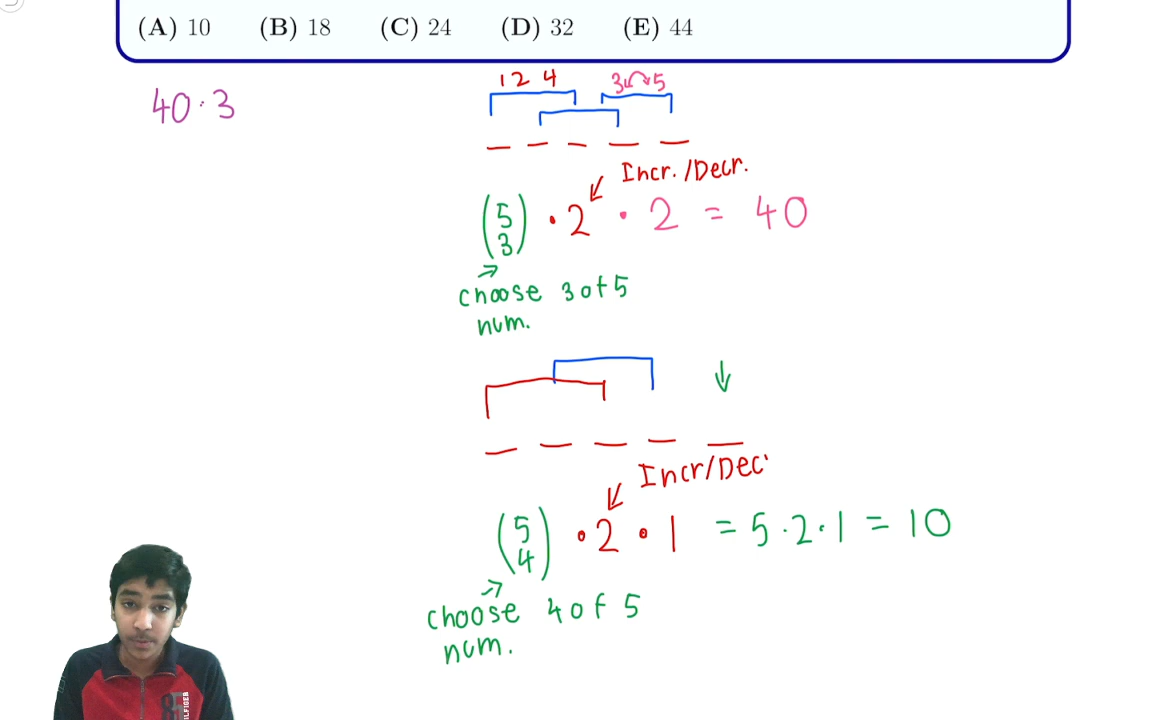 (A) 10 (B) 18 (C) 24 (D) 32 (E) 44
40·3
1 2 4 3 5
Incr./Decr.
(5 3) · 2 · 2 = 40
choose 3 of 5
num.
Incr/Dec
(5 4) · 2 · 1 = 5·2·1 = 10
choose 4 of 5
num.